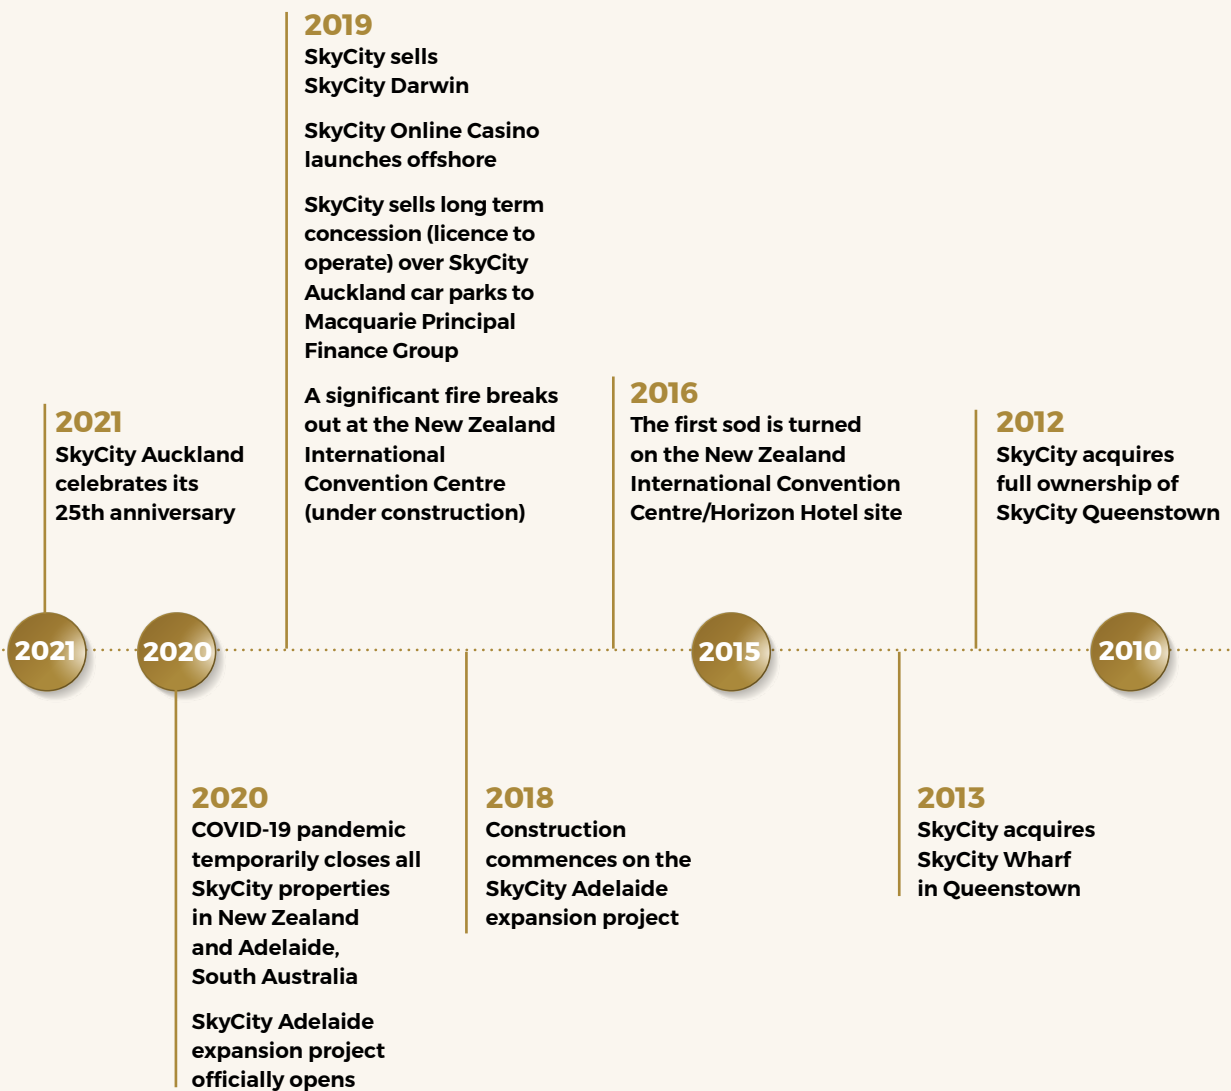 2019
SkyCity sells
SkyCity Darwin
SkyCity Online Casino
launches offshore
SkyCity sells long term
concession (licence to
operate) over SkyCity
Auckland car parks to
Macquarie Principal
Finance Group
A significant fire breaks
out at the New Zealand
International
Convention Centre
(under construction)
2021
SkyCity Auckland
celebrates its
25th anniversary
2016
The first sod is turned
on the New Zealand
International Convention
Centre/Horizon Hotel site
2012
SkyCity acquires
full ownership of
SkyCity Queenstown
2021
2020
2015
2010
2020
COVID-19 pandemic
temporarily closes all
SkyCity properties
in New Zealand
and Adelaide,
South Australia
SkyCity Adelaide
expansion project
officially opens
2018
Construction
commences on the
SkyCity Adelaide
expansion project
2013
SkyCity acquires
SkyCity Wharf
in Queenstown